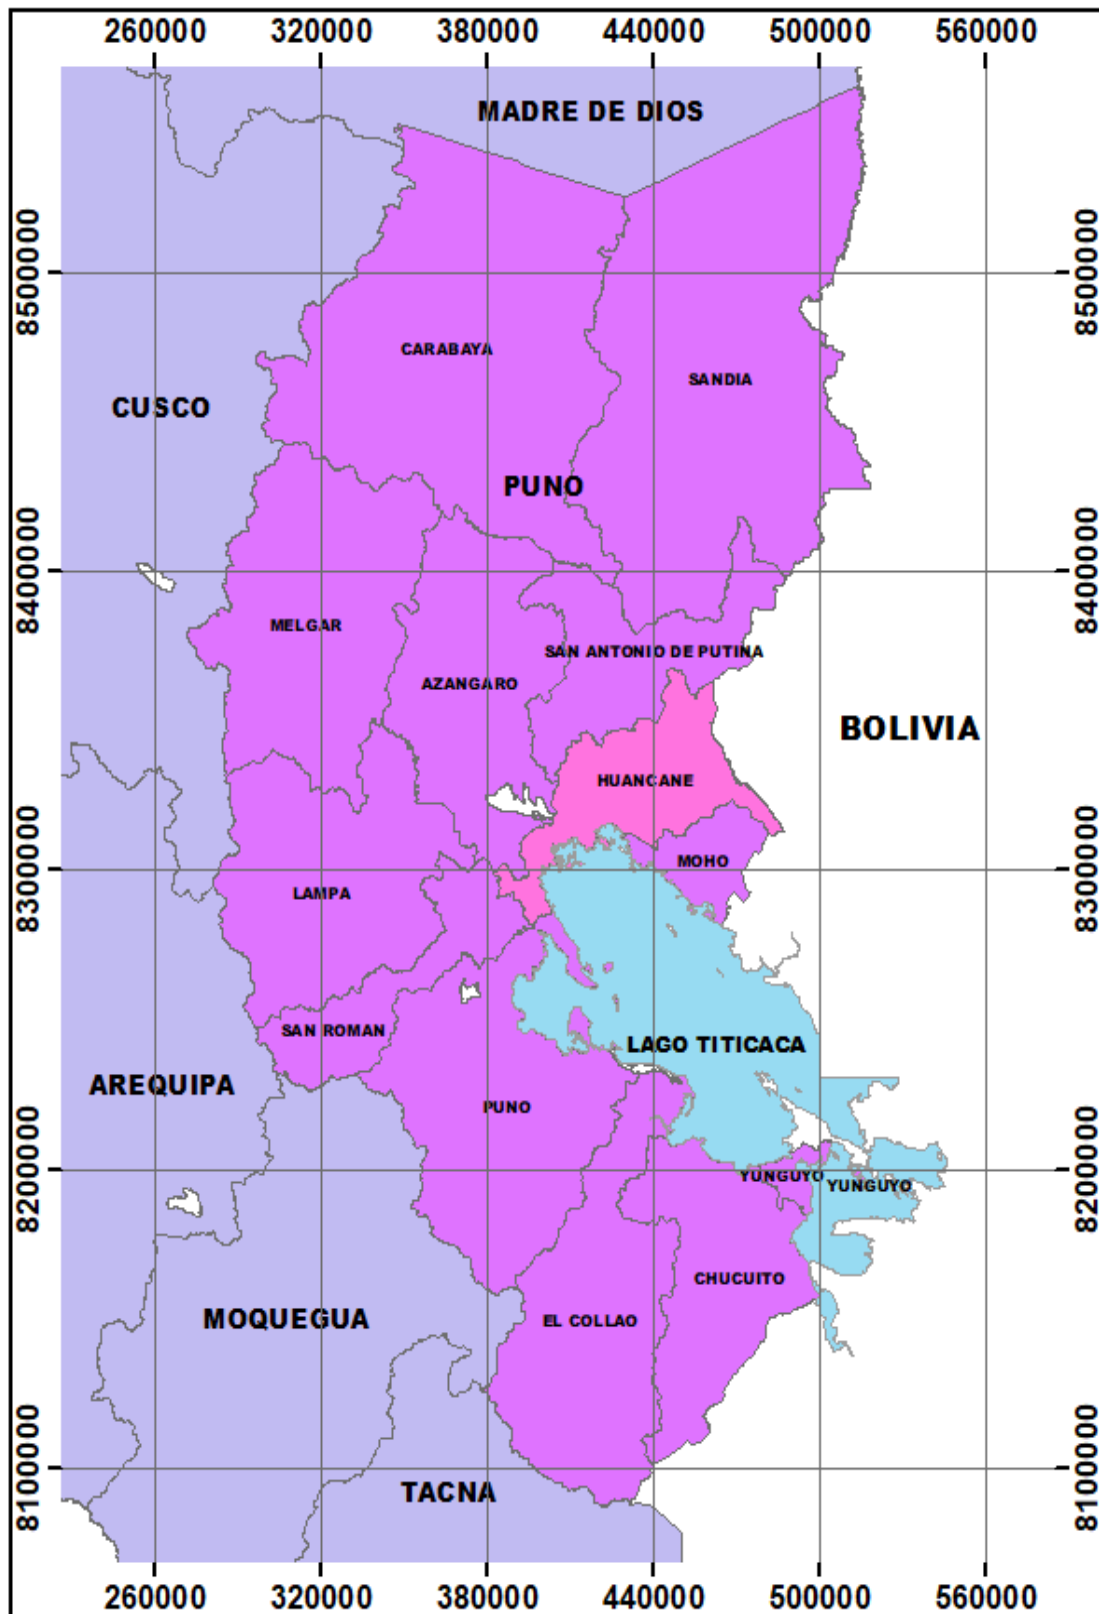 260000 320000 380000 440000 500000 560000
MADRE DE DIOS
8500000 8500000
CARABAYA
SANDIA
CUSCO
PUNO
8400000 8400000
MELGAR
SAN ANTONIO DE PUTINA
AZANGARO
BOLIVIA
HUANCANE
MOHO
8300000 8300000
LAMPA
SAN ROMAN
LAGO TITICACA
AREQUIPA
PUNO
8200000 8200000
YUNGUYO
YUNGUYO
CHUCUITO
MOQUEGUA
EL COLLAO
8100000 8100000
TACNA
260000 320000 380000 440000 500000 560000